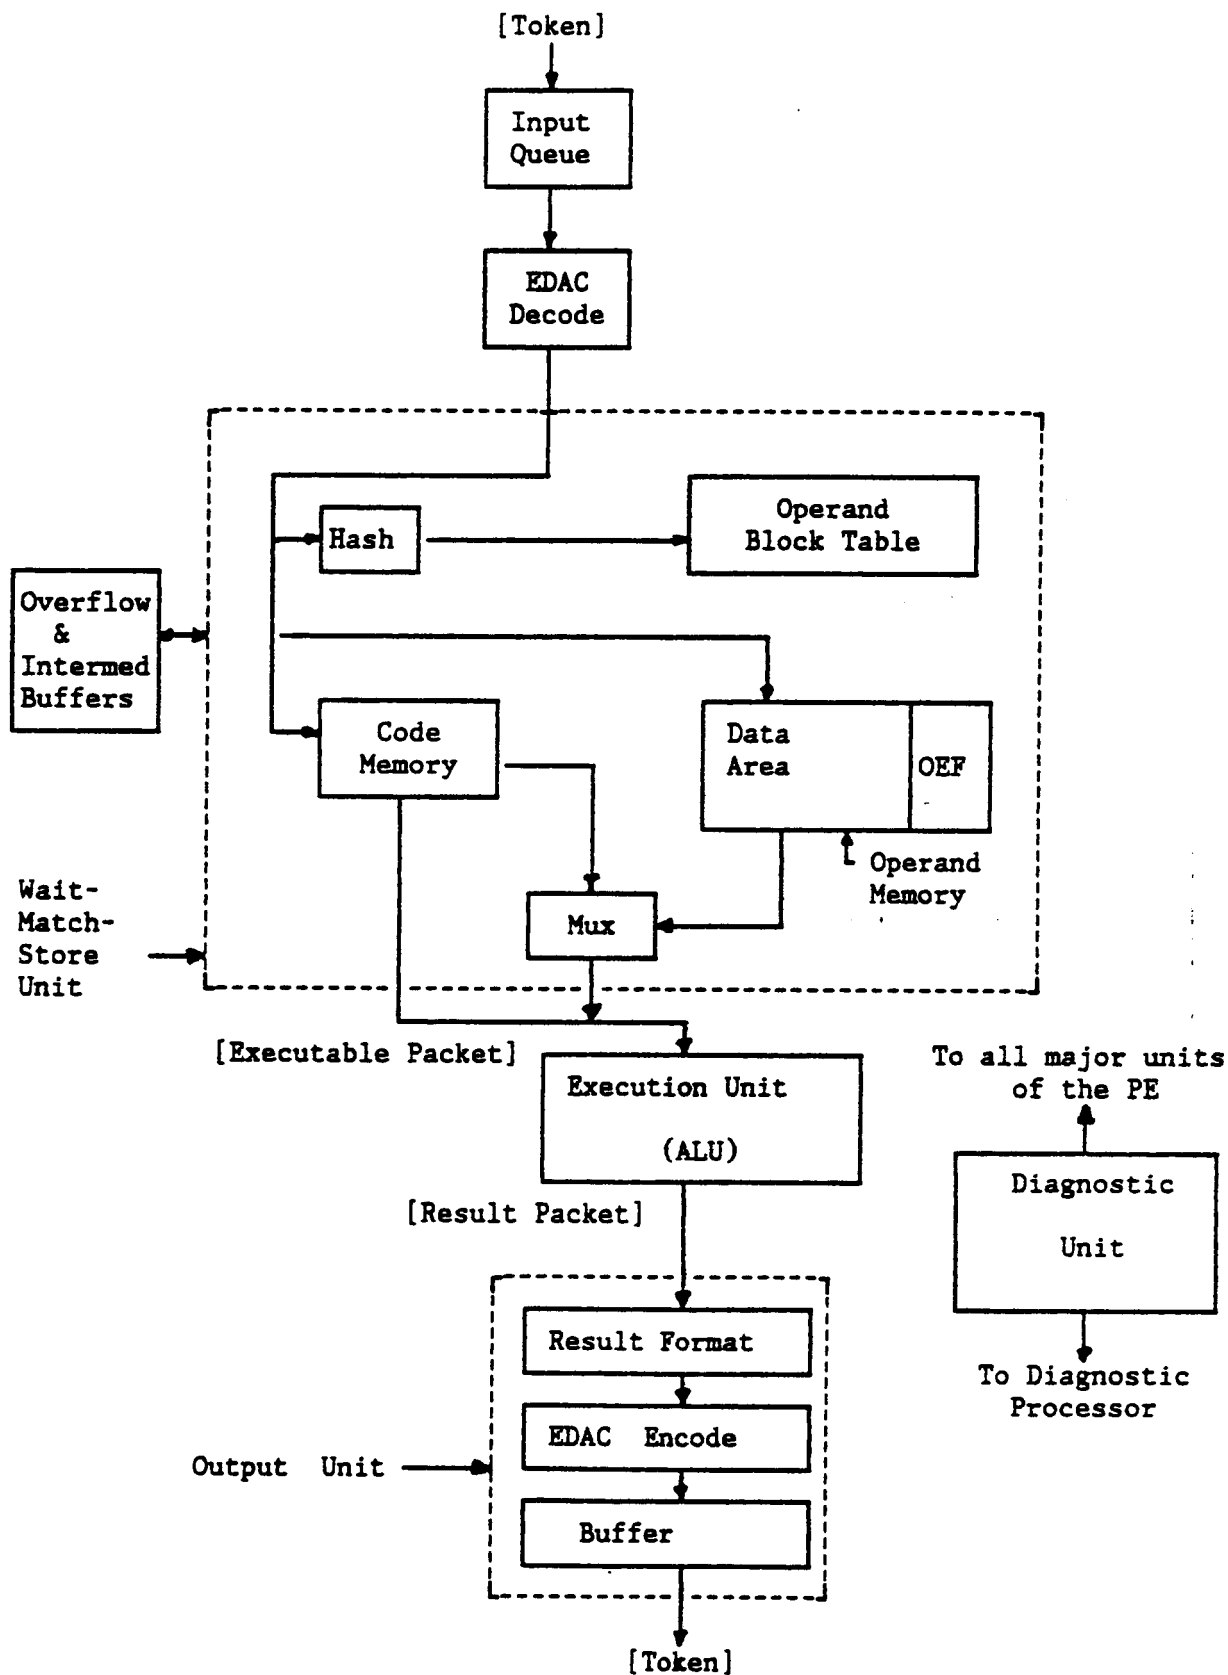 [Token]
Input
Queue
EDAC
Decode
Operand
Block Table
Hash
Overflow
&
Intermed
Buffers
Code
Memory
Data
Area
OEF
Operand
Memory
Wait-
Match-
Store
Unit
Mux
[Executable Packet]
Execution Unit
(ALU)
To all major units
of the PE
Diagnostic
Unit
[Result Packet]
To Diagnostic
Processor
Result Format
EDAC Encode
Output Unit
Buffer
[Token]